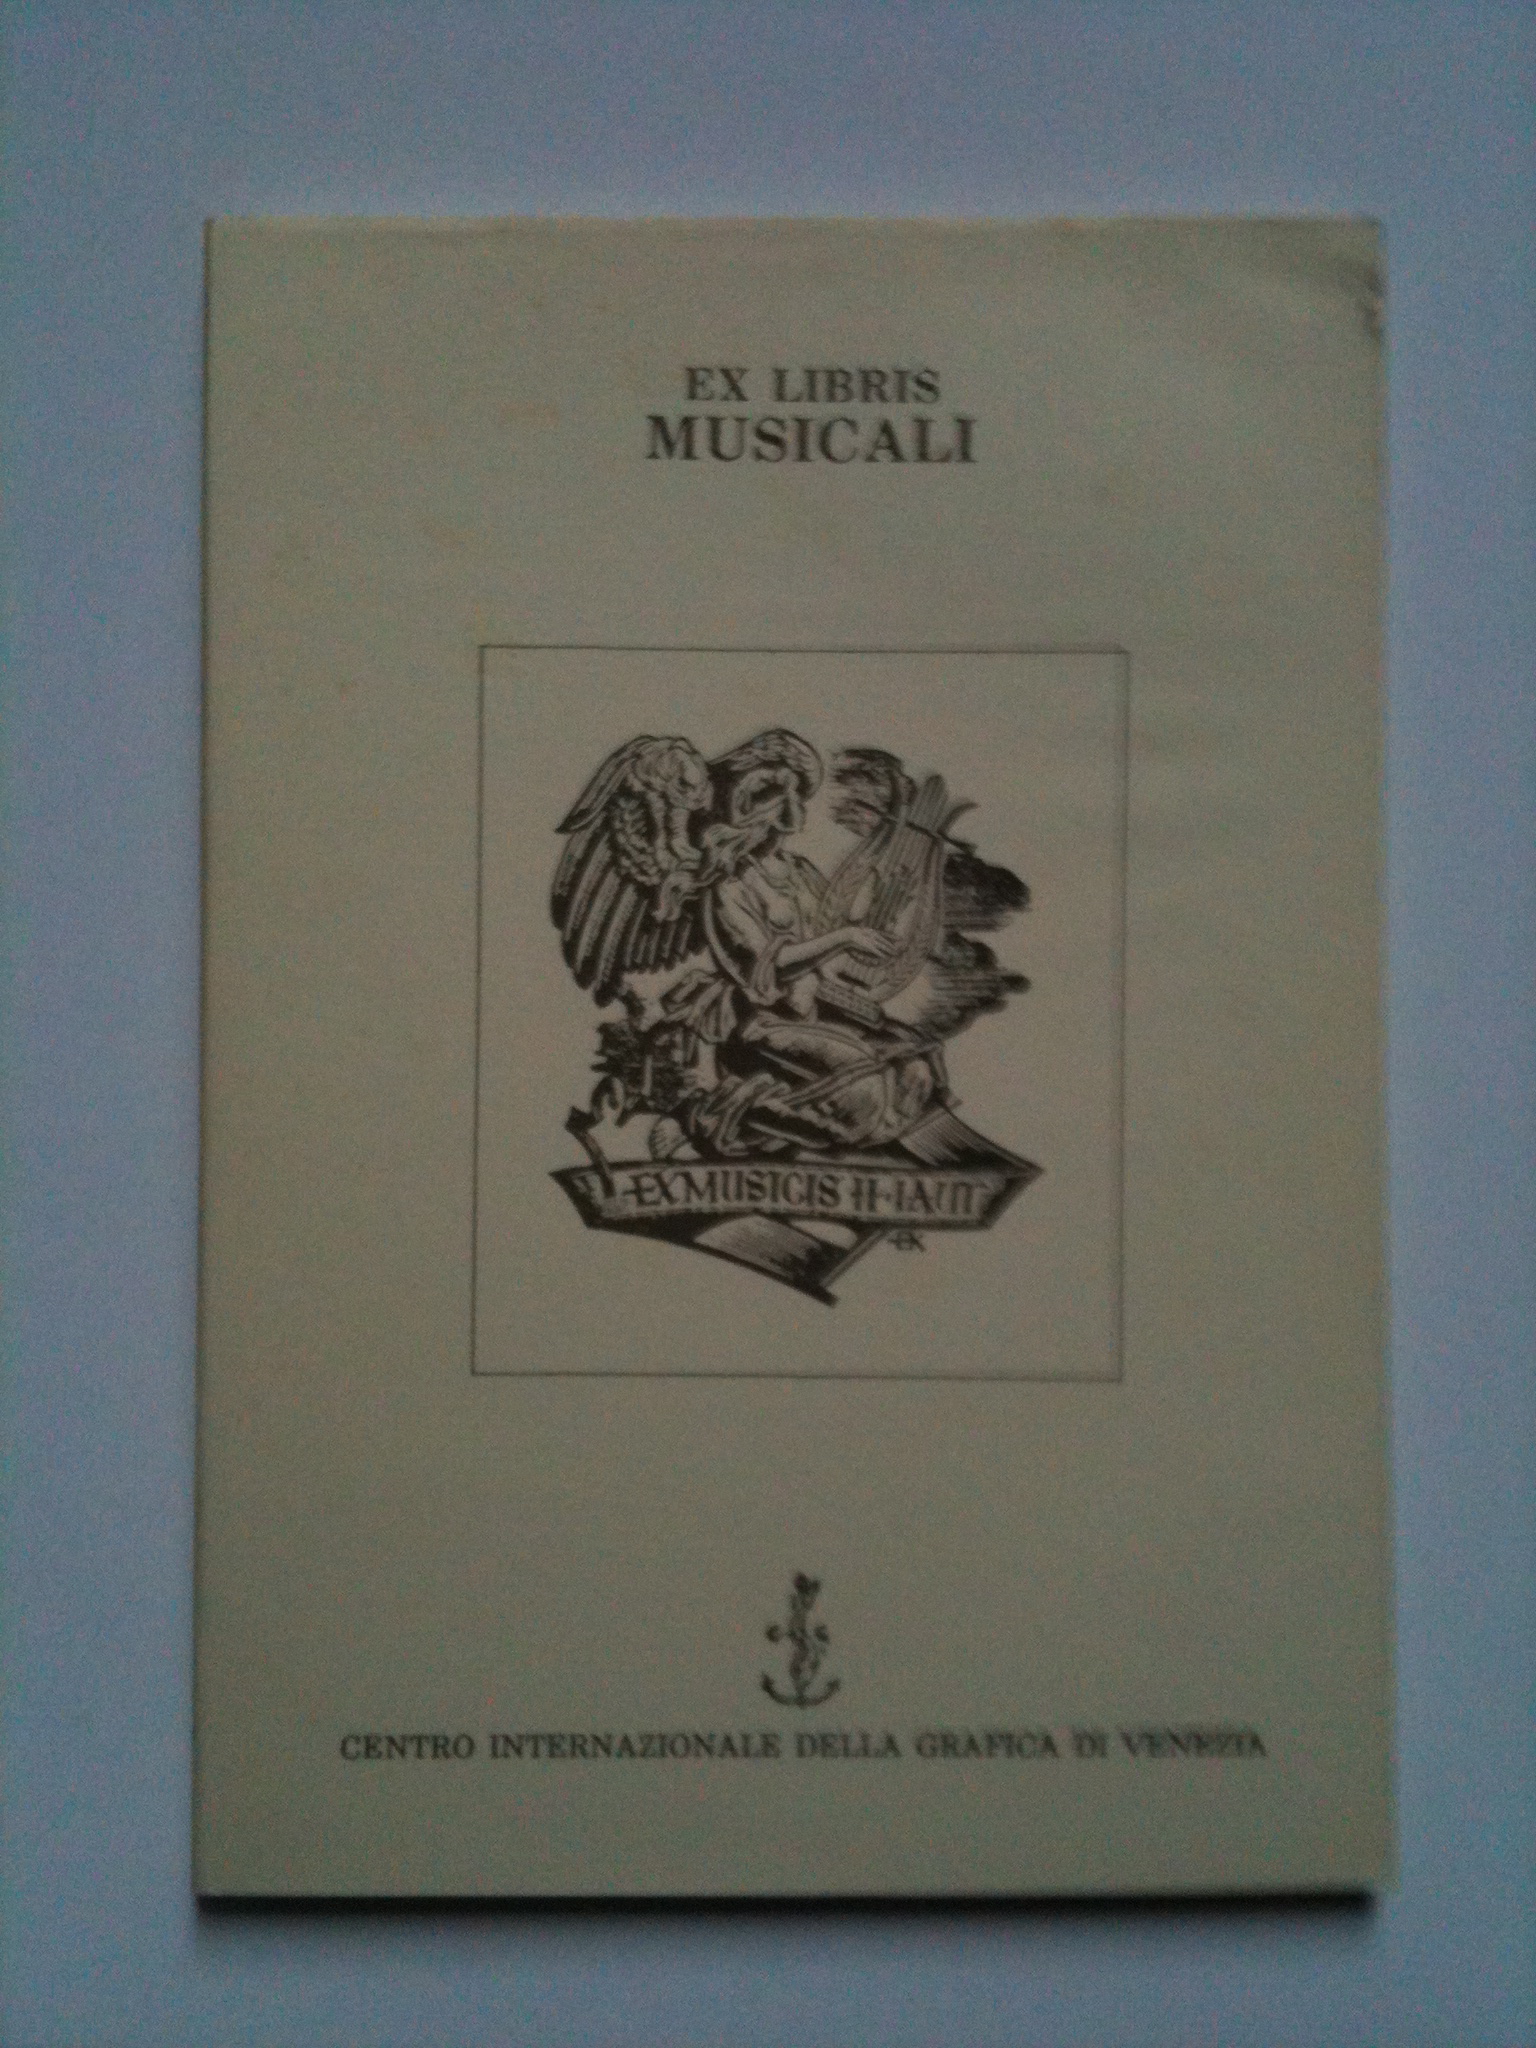 EX LIBRIS
MUSICALI
EX MUSICIS
CENTRO INTERNAZIONALE DELLA GRAFICA DI VENEZIA